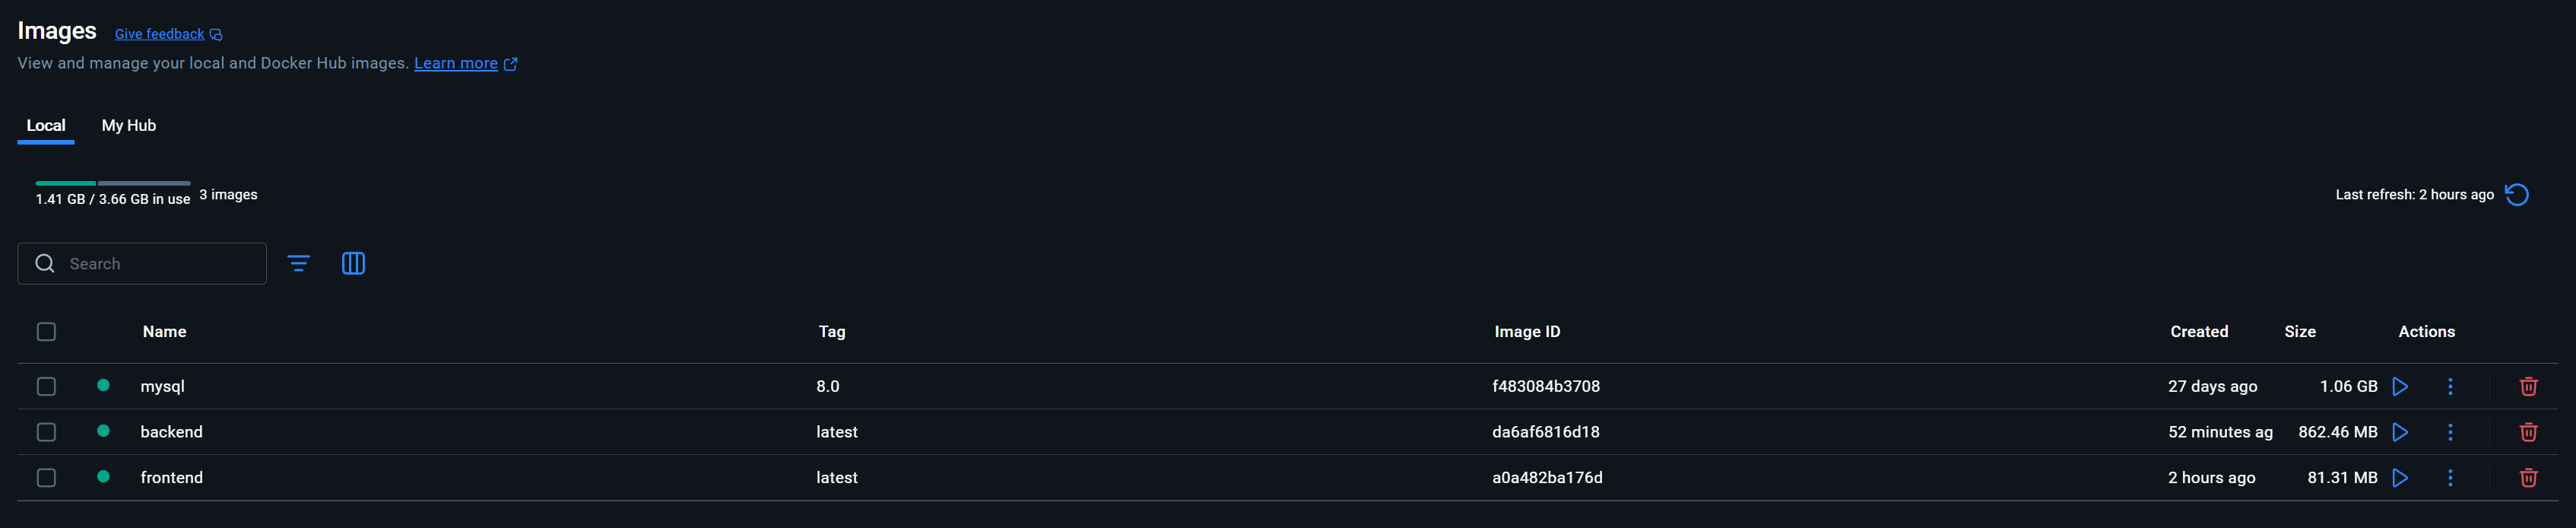 Images Give feedback
View and manage your local and Docker Hub images. Learn more
Local My Hub
1.41 GB / 3.66 GB in use 3 images Last refresh: 2 hours ago
Search
Name Tag Image ID Created Size Actions
mysql 8.0 f483084b3708 27 days ago 1.06 GB
backend latest da6af6816d18 52 minutes ag 862.46 MB
frontend latest a0a482ba176d 2 hours ago 81.31 MB